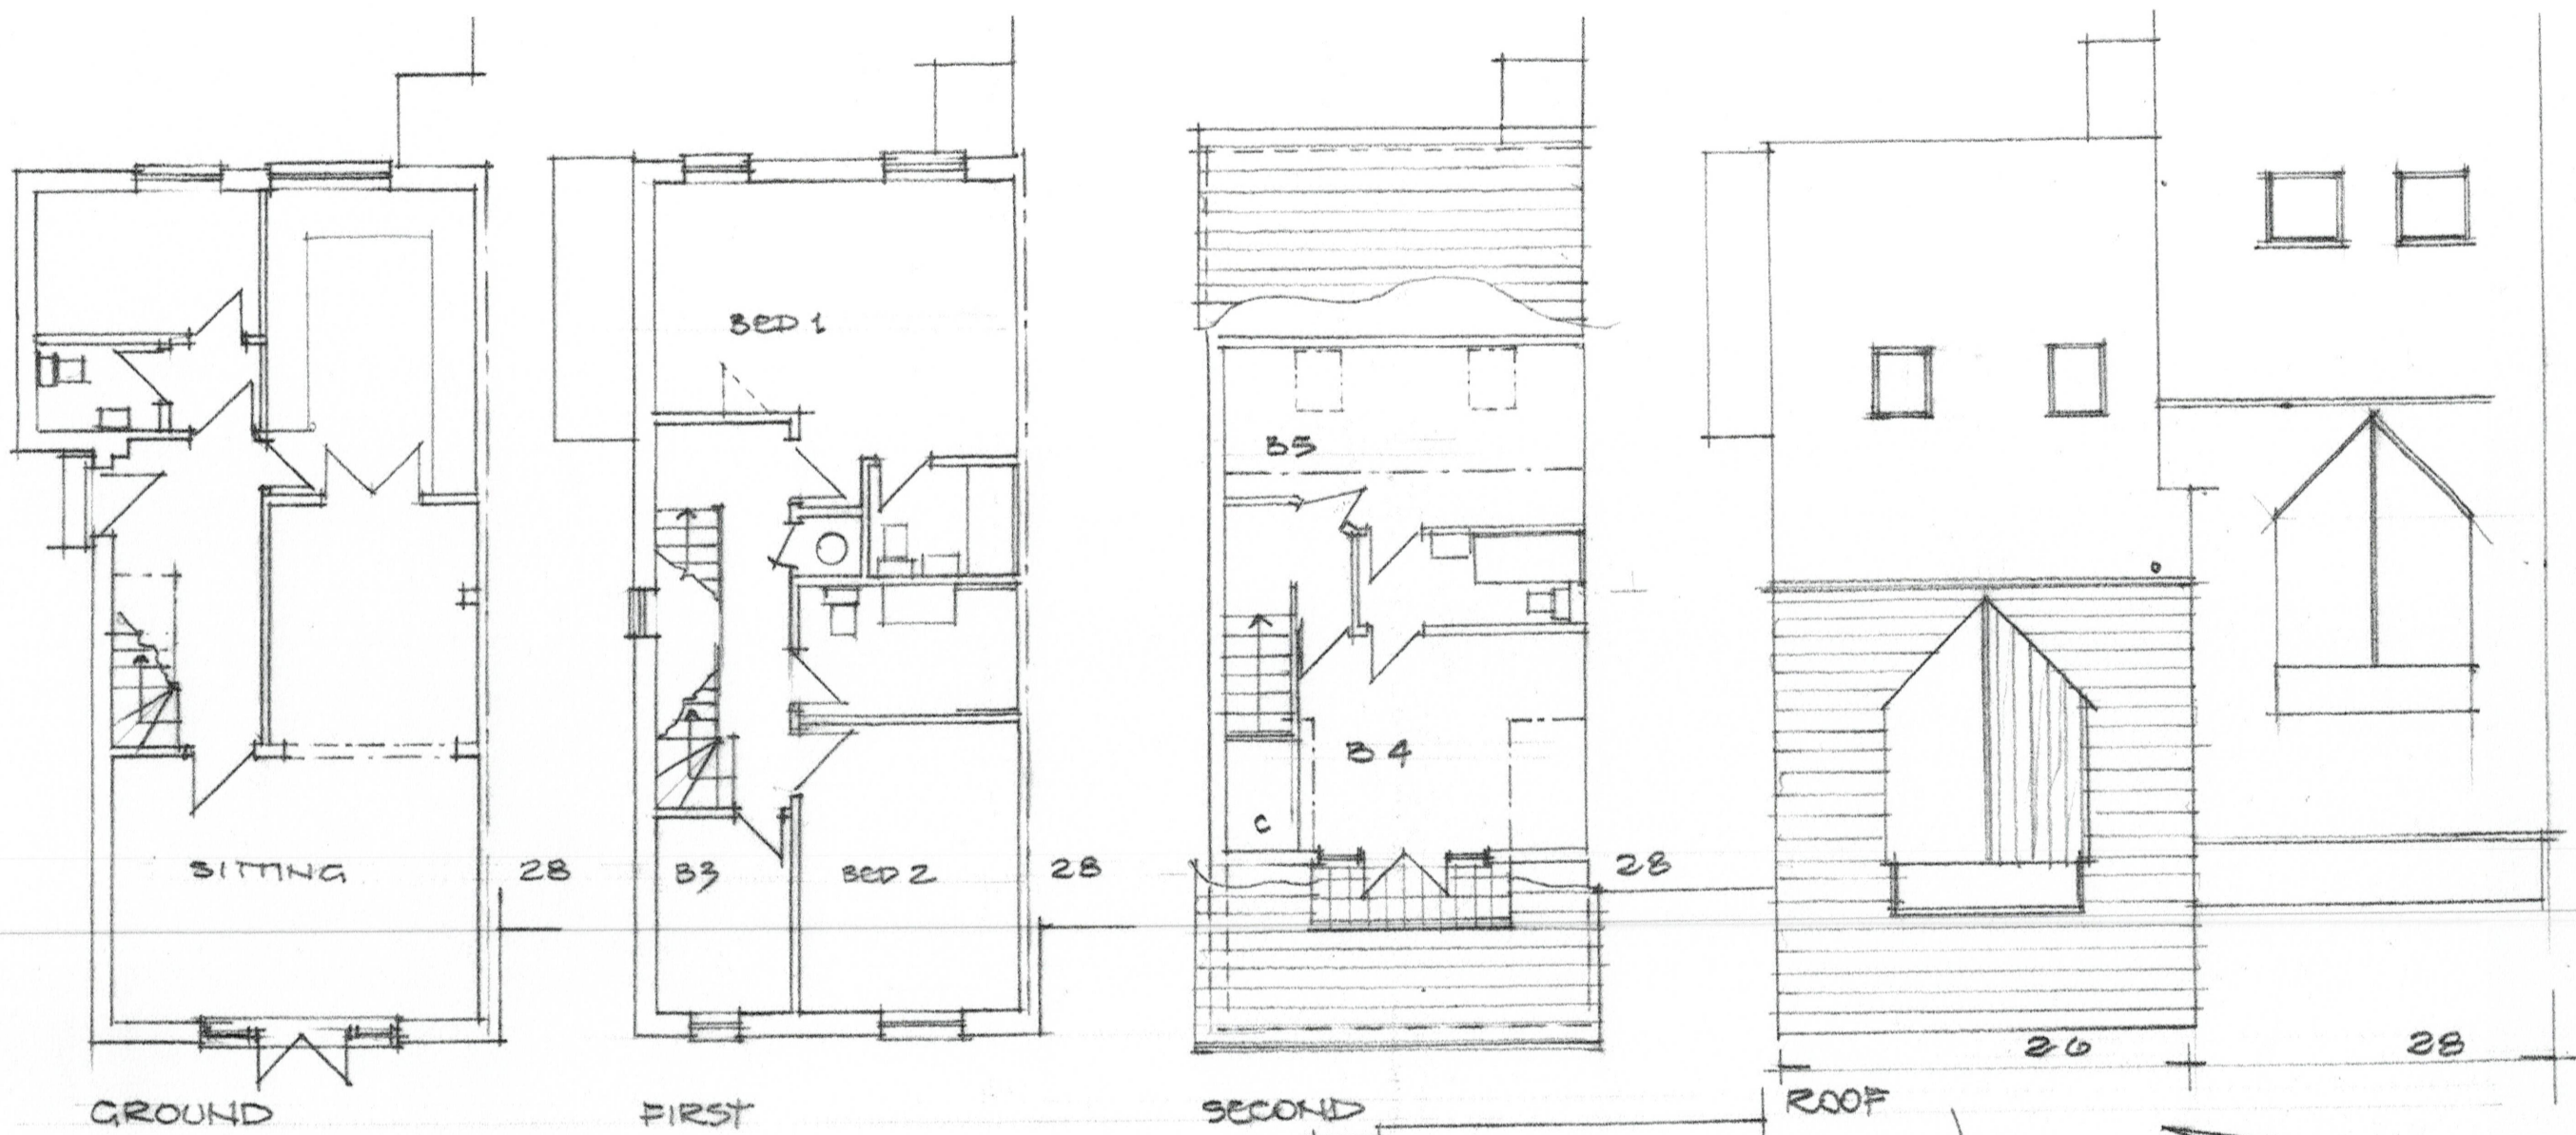 BED 1
B5
B4
SITTING
28
B3
BED 2
28
C
28
26
28
GROUND
FIRST
SECOND
ROOF